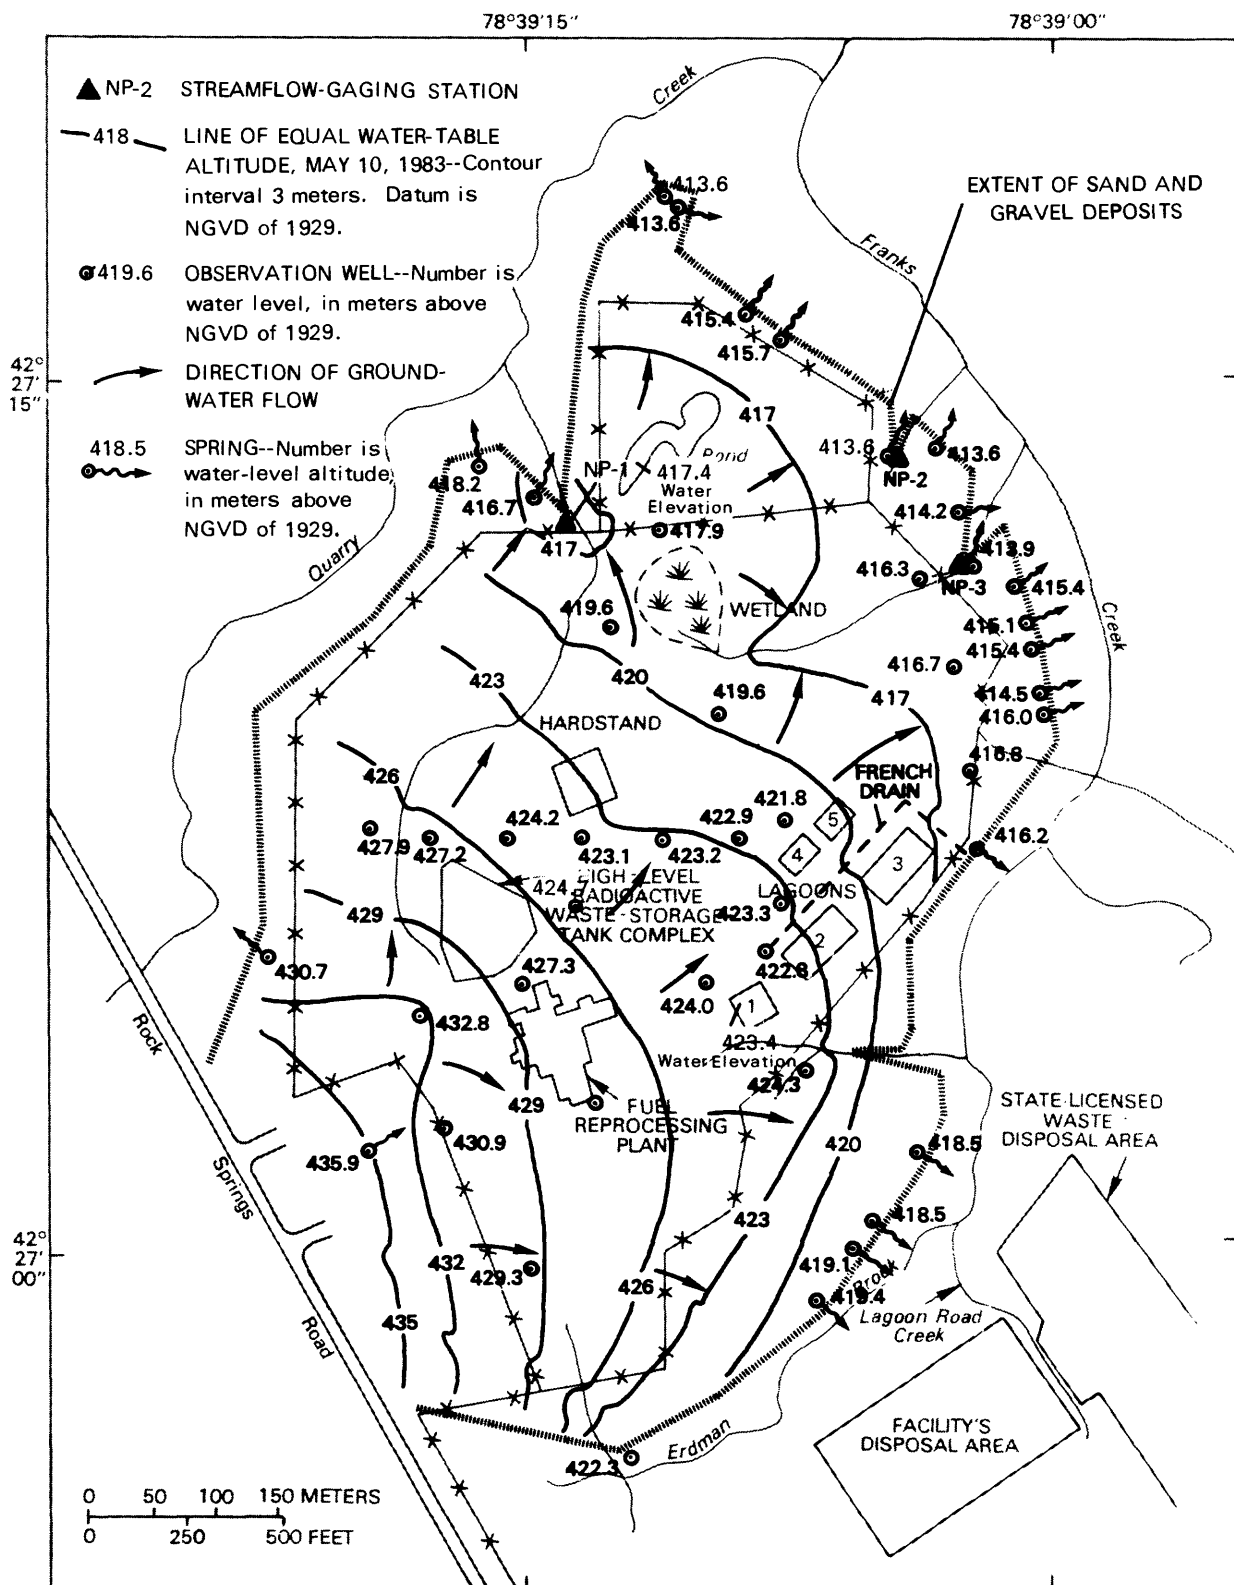 78°39'15"
78°39'00"
NP-2 STREAMFLOW-GAGING STATION
418 LINE OF EQUAL WATER-TABLE
ALTITUDE, MAY 10, 1983--Contour
interval 3 meters. Datum is
NGVD of 1929.
419.6 OBSERVATION WELL--Number is
water level, in meters above
NGVD of 1929.
DIRECTION OF GROUND-
WATER FLOW
418.5 SPRING--Number is
water-level altitude,
in meters above
NGVD of 1929.
42°
27'
15"
Creek
EXTENT OF SAND AND
GRAVEL DEPOSITS
Franks
413.6
413.6
415.4
415.7
417
Pond
NP-1
417.4
Water
Elevation
418.2
416.7
417
417.9
413.6
NP-2
413.6
414.2
413.9
416.3
NP-3
415.4
Creek
415.1
415.4
416.7
414.5
416.0
416.8
Quarry
419.6
WETLAND
420
423
419.6
417
HARDSTAND
426
FRENCH
DRAIN
427.9
427.2
424.2
423.1
423.2
422.9
421.8
5
4
3
416.2
424.7
HIGH-LEVEL
RADIOACTIVE
WASTE-STORAGE
TANK COMPLEX
LAGOONS
423.3
2
422.8
429
430.7
427.3
424.0
1
423.4
Water Elevation
432.8
424.3
Rock
Springs
Road
429
FUEL
REPROCESSING
PLANT
430.9
435.9
420
STATE-LICENSED
WASTE
DISPOSAL AREA
418.5
418.5
423
419.1
42°
27'
00"
432
429.3
426
435
Brook
Lagoon Road
Creek
FACILITY'S
DISPOSAL AREA
Erdman
422.3
0 50 100 150 METERS
0 250 500 FEET